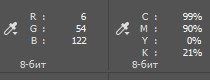 R : 6 C : 99%
G : 54 M : 90%
B : 122 Y : 0%
K : 21%
8-бит 8-бит